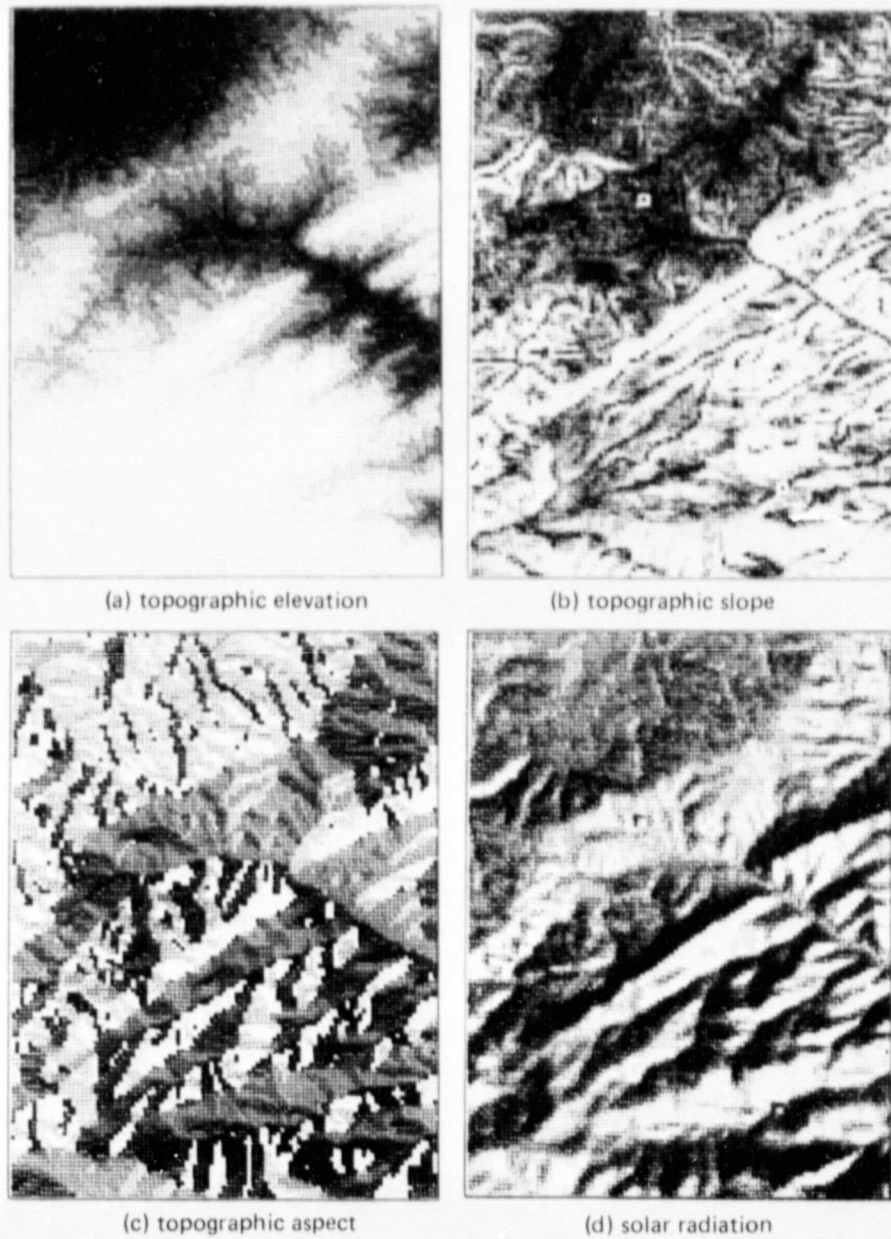 (a) topographic elevation
(b) topographic slope
(c) topographic aspect
(d) solar radiation